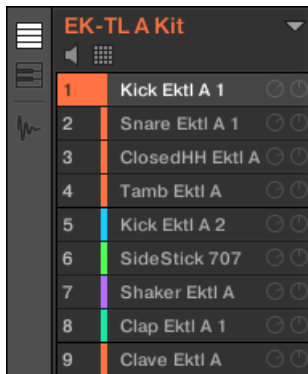 EK-TL A Kit
1 Kick Ektl A 1
2 Snare Ektl A 1
3 ClosedHH Ektl A
4 Tamb Ektl A
5 Kick Ektl A 2
6 SideStick 707
7 Shaker Ektl A
8 Clap Ektl A 1
9 Clave Ektl A